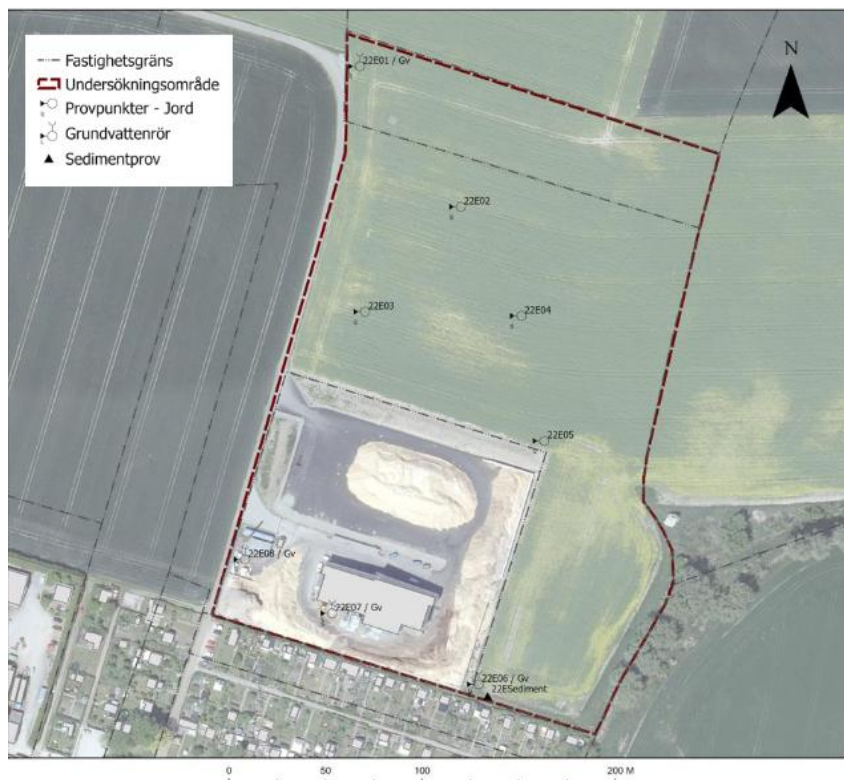 Fastighetsgräns
Undersökningsområde
Provpunkter - Jord
Grundvattenrör
Sedimentprov
N
22E01 / Gv
22E02
22E03
22E04
22E05
22E08 / Gv
22E07 / Gv
22E06 / Gv
22ESediment
0 50 100 200 M